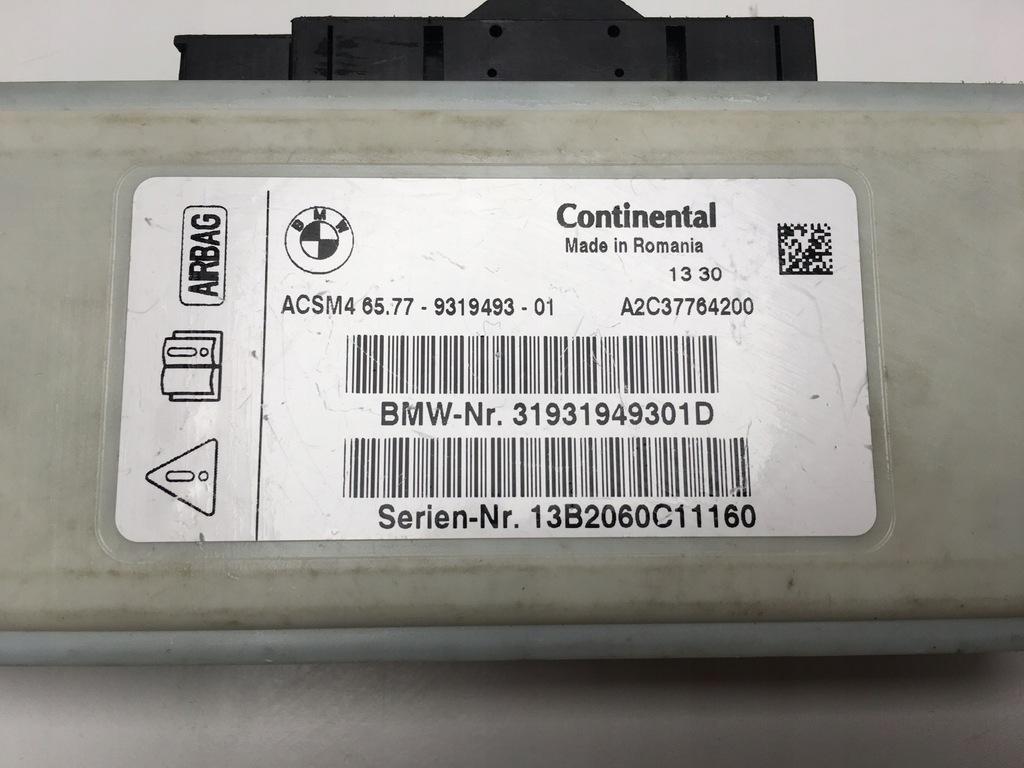 AIRBAG
BMW
Continental
Made in Romania
13 30
ACSM4 65.77 - 9319493 - 01 A2C37764200
BMW-Nr. 31931949301D
Serien-Nr. 13B2060C11160